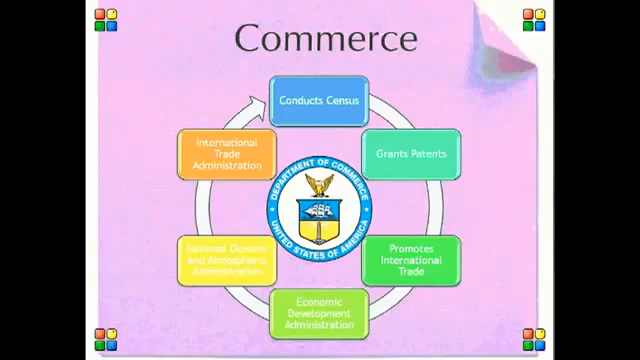 Commerce
Conducts Census
Grants Patents
Promotes
International
Trade
Economic
Development
Administration
National Oceanic
and Atmospheric
Administration
International
Trade
Administration
DEPARTMENT OF COMMERCE
UNITED STATES OF AMERICA